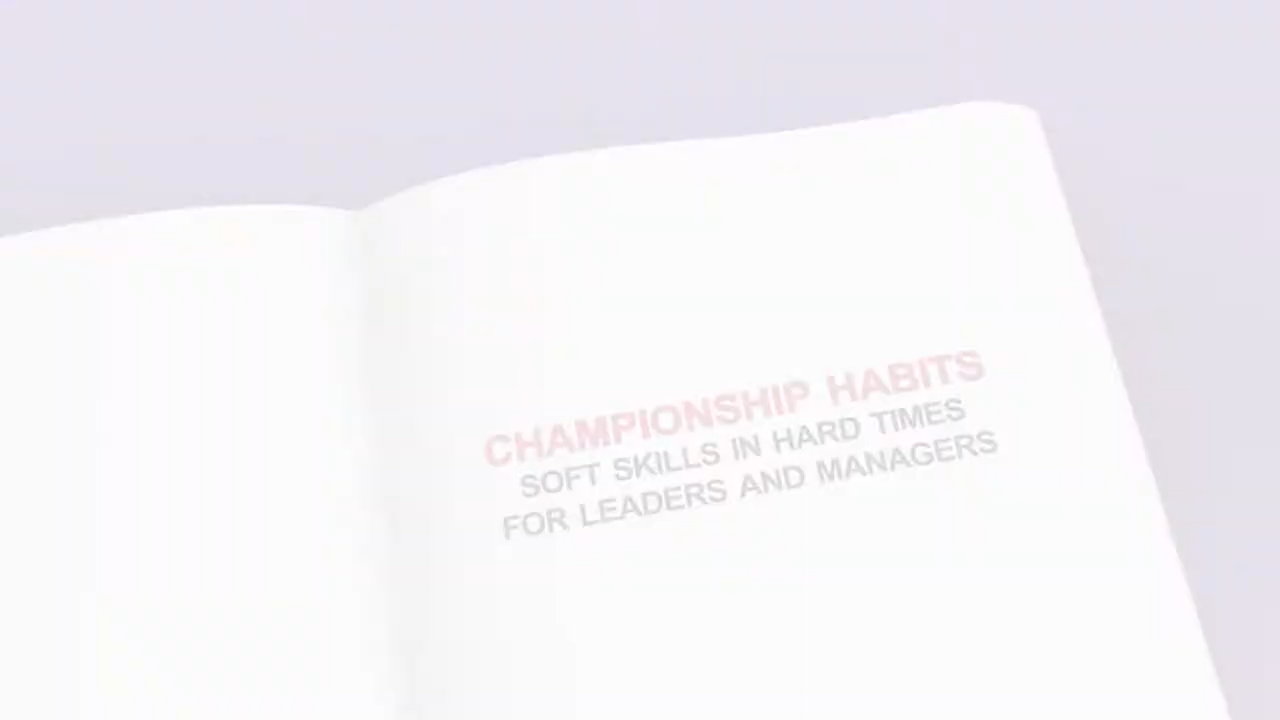 CHAMPIONSHIP HABITS
SOFT SKILLS IN HARD TIMES
FOR LEADERS AND MANAGERS